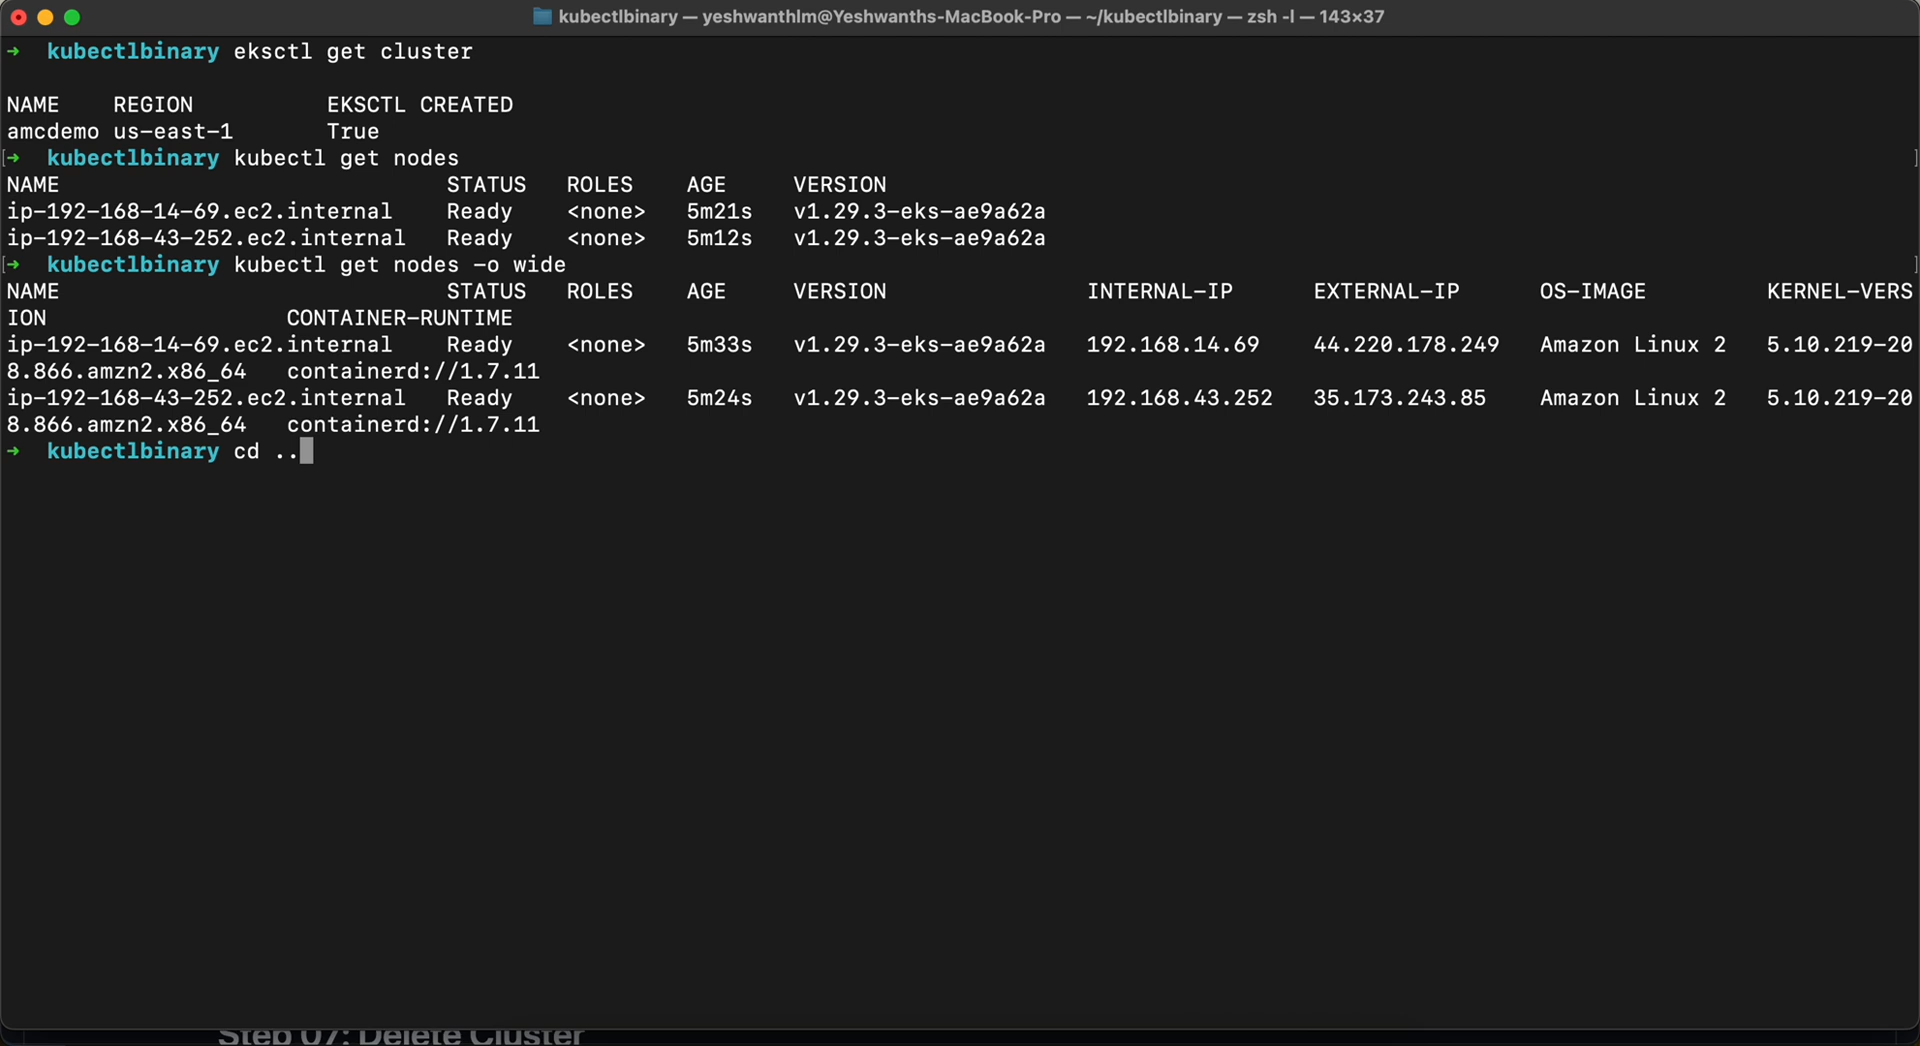 kubectlbinary — yeshwanthlm@Yeshwanths-MacBook-Pro — ~/kubectlbinary — zsh -l — 143×37
➜  kubectlbinary eksctl get cluster
NAME    REGION          EKSCTL CREATED
amcdemo us-east-1       True
[➜  kubectlbinary kubectl get nodes ]
NAME                             STATUS   ROLES    AGE     VERSION
ip-192-168-14-69.ec2.internal    Ready    <none>   5m21s   v1.29.3-eks-ae9a62a
ip-192-168-43-252.ec2.internal   Ready    <none>   5m12s   v1.29.3-eks-ae9a62a
[➜  kubectlbinary kubectl get nodes -o wide ]
NAME                             STATUS   ROLES    AGE     VERSION               INTERNAL-IP      EXTERNAL-IP      OS-IMAGE         KERNEL-VERS
ION                  CONTAINER-RUNTIME
ip-192-168-14-69.ec2.internal    Ready    <none>   5m33s   v1.29.3-eks-ae9a62a   192.168.14.69    44.220.178.249   Amazon Linux 2   5.10.219-20
8.866.amzn2.x86_64   containerd://1.7.11
ip-192-168-43-252.ec2.internal   Ready    <none>   5m24s   v1.29.3-eks-ae9a62a   192.168.43.252   35.173.243.85    Amazon Linux 2   5.10.219-20
8.866.amzn2.x86_64   containerd://1.7.11
➜  kubectlbinary cd ..
Step 07: Delete Cluster